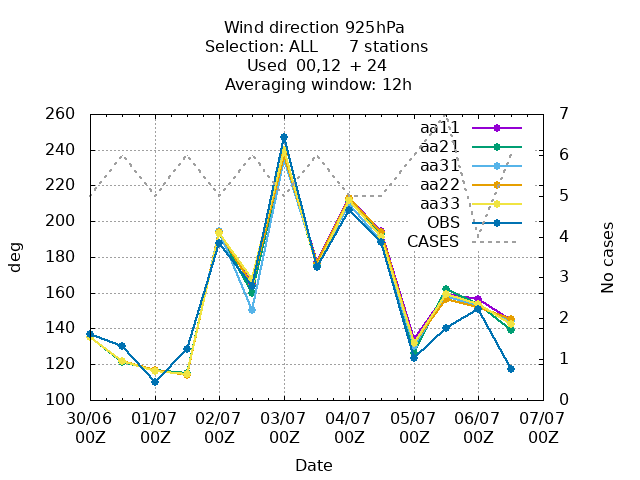 Wind direction 925hPa
Selection: ALL 7 stations
Used 00,12 + 24
Averaging window: 12h
260 7
240 6
220 5
200 4
180 3
160 2
140 1
120 0
100
deg
No cases
aa11
aa21
aa31
aa22
aa33
OBS
CASES
30/06 01/07 02/07 03/07 04/07 05/07 06/07 07/07
00Z 00Z 00Z 00Z 00Z 00Z 00Z 00Z
Date